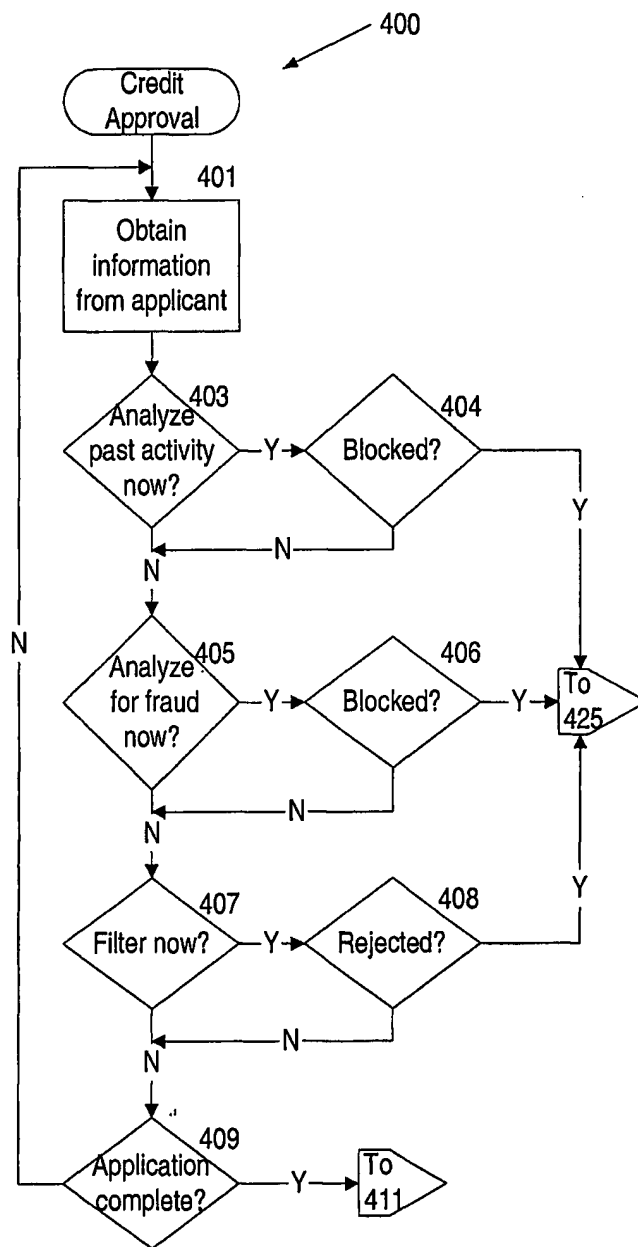 400
Credit
Approval
401
Obtain
information
from applicant
403
Analyze
past activity
now?
Y
404
Blocked?
Y
N
N
405
Analyze
for fraud
now?
Y
406
Blocked?
Y
To
425
N
N
N
407
Filter now?
Y
408
Rejected?
Y
N
N
409
Application
complete?
Y
To
411